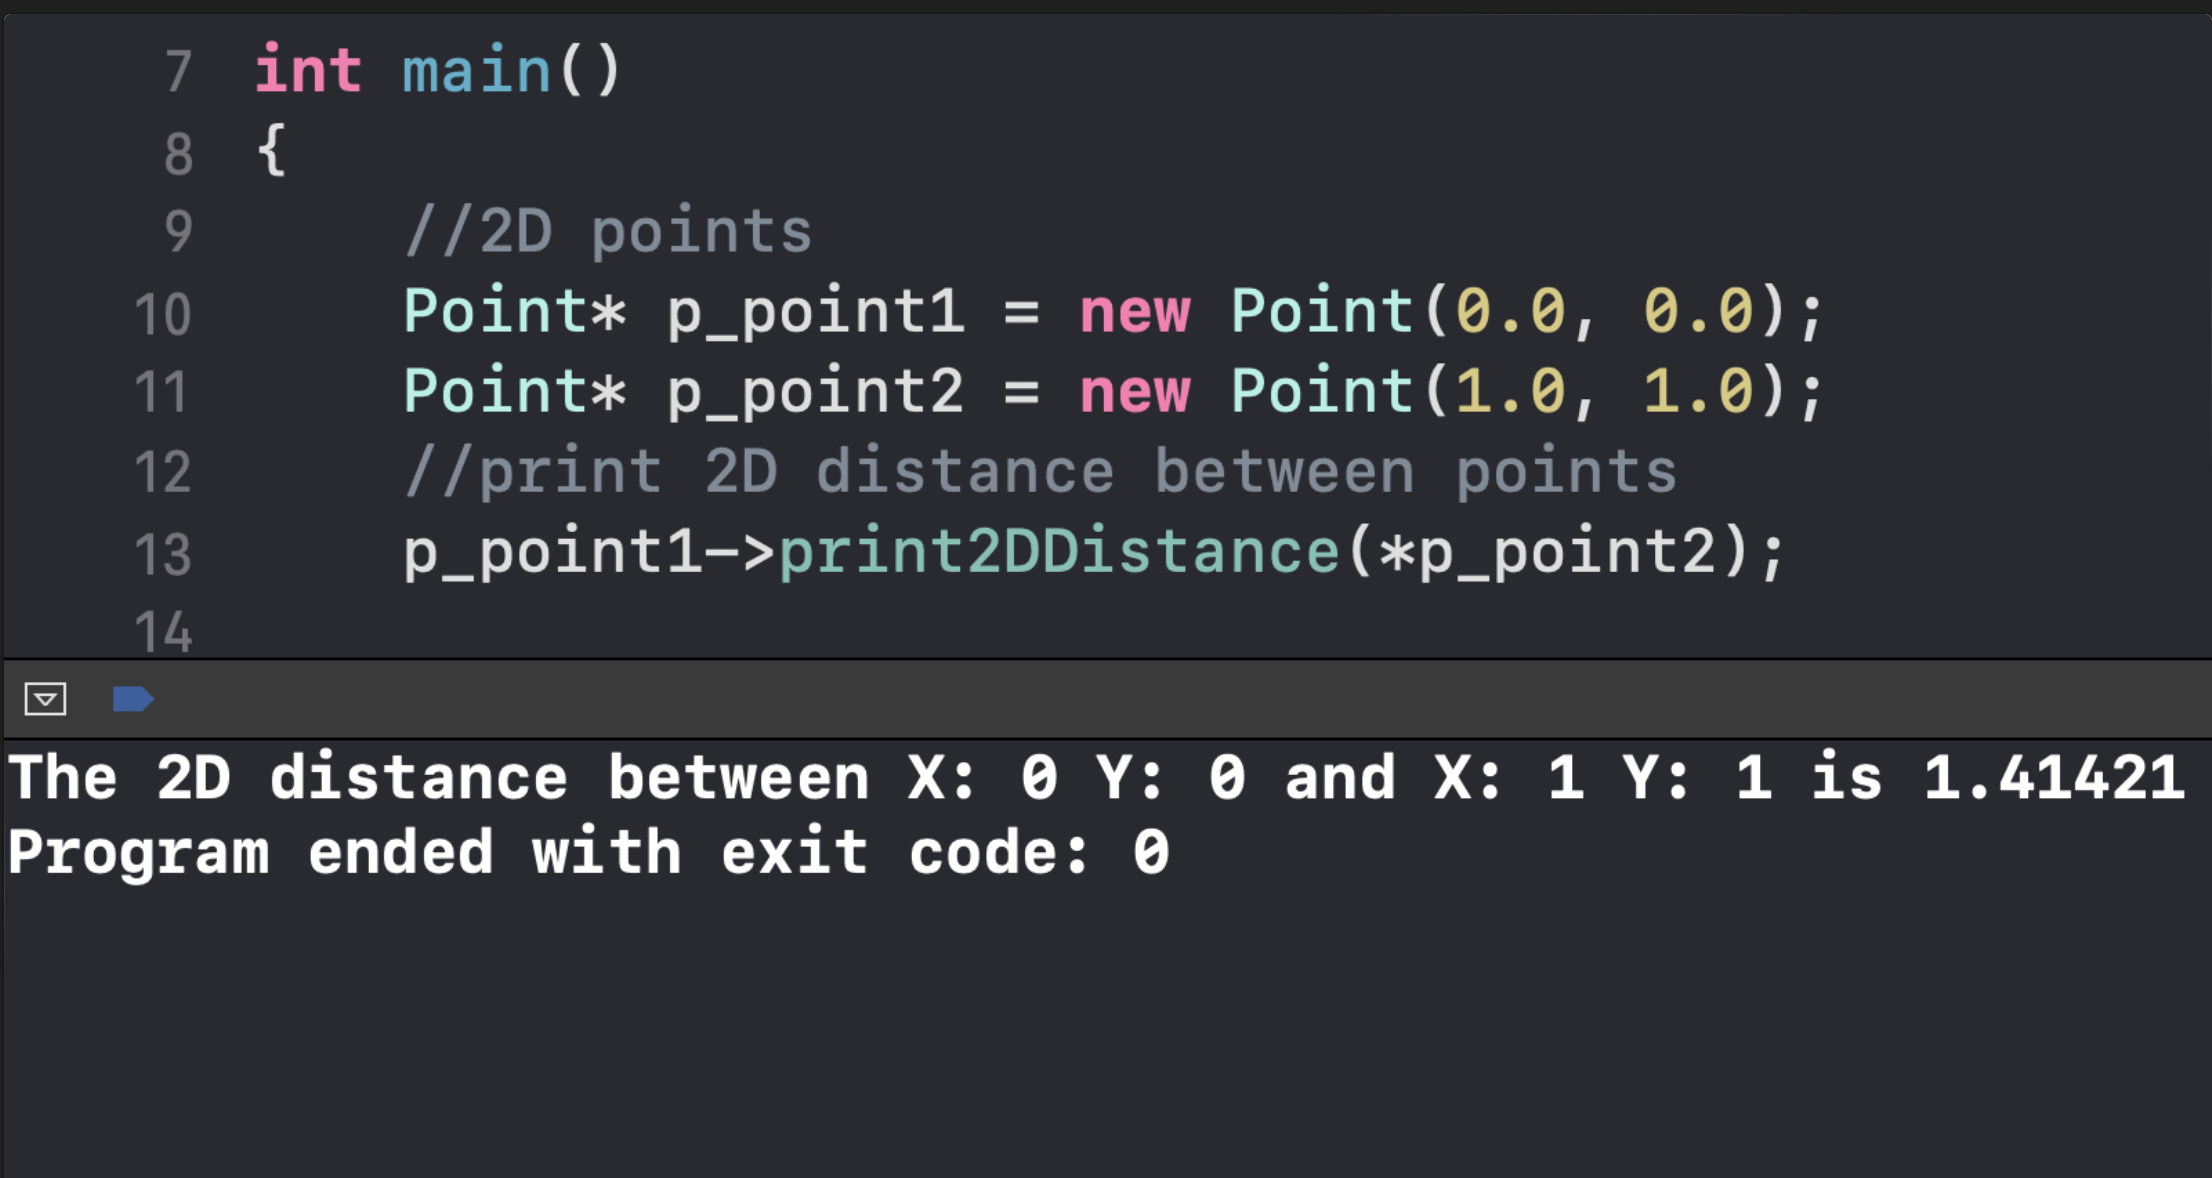 7 int main()
8 {
9 //2D points
10 Point* p_point1 = new Point(0.0, 0.0);
11 Point* p_point2 = new Point(1.0, 1.0);
12 //print 2D distance between points
13 p_point1->print2DDistance(*p_point2);
14
The 2D distance between X: 0 Y: 0 and X: 1 Y: 1 is 1.41421
Program ended with exit code: 0